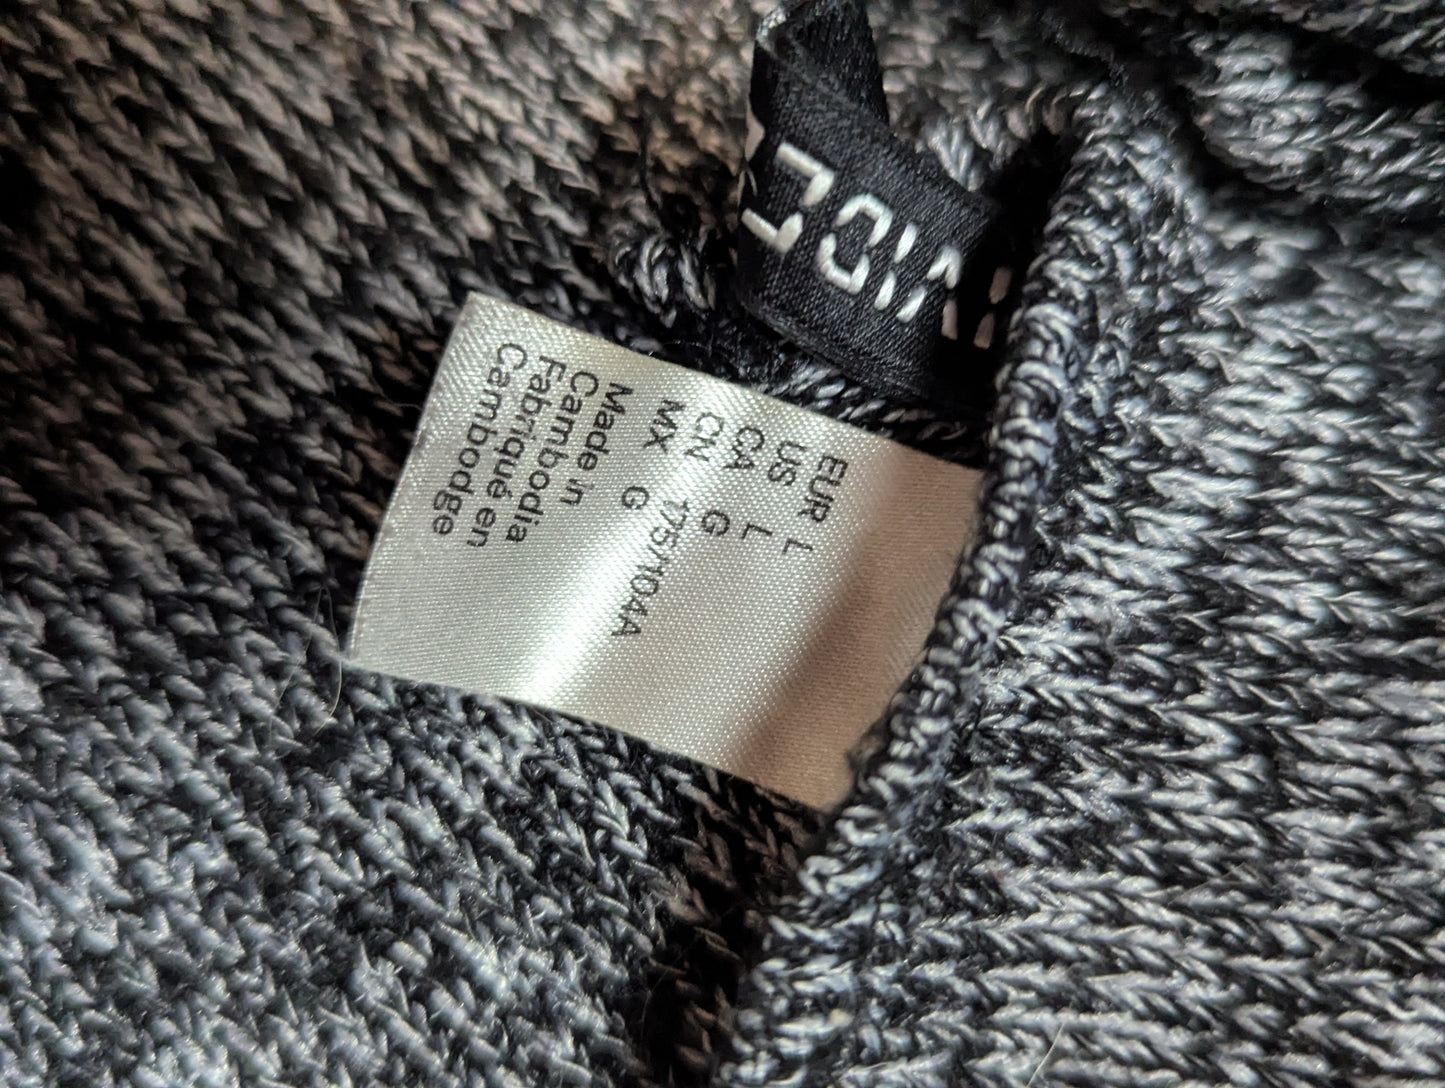 EUR L
US L
CA G
CN 175/104A
MX G
Made in
Cambodia
Fabriqué en
Cambodge